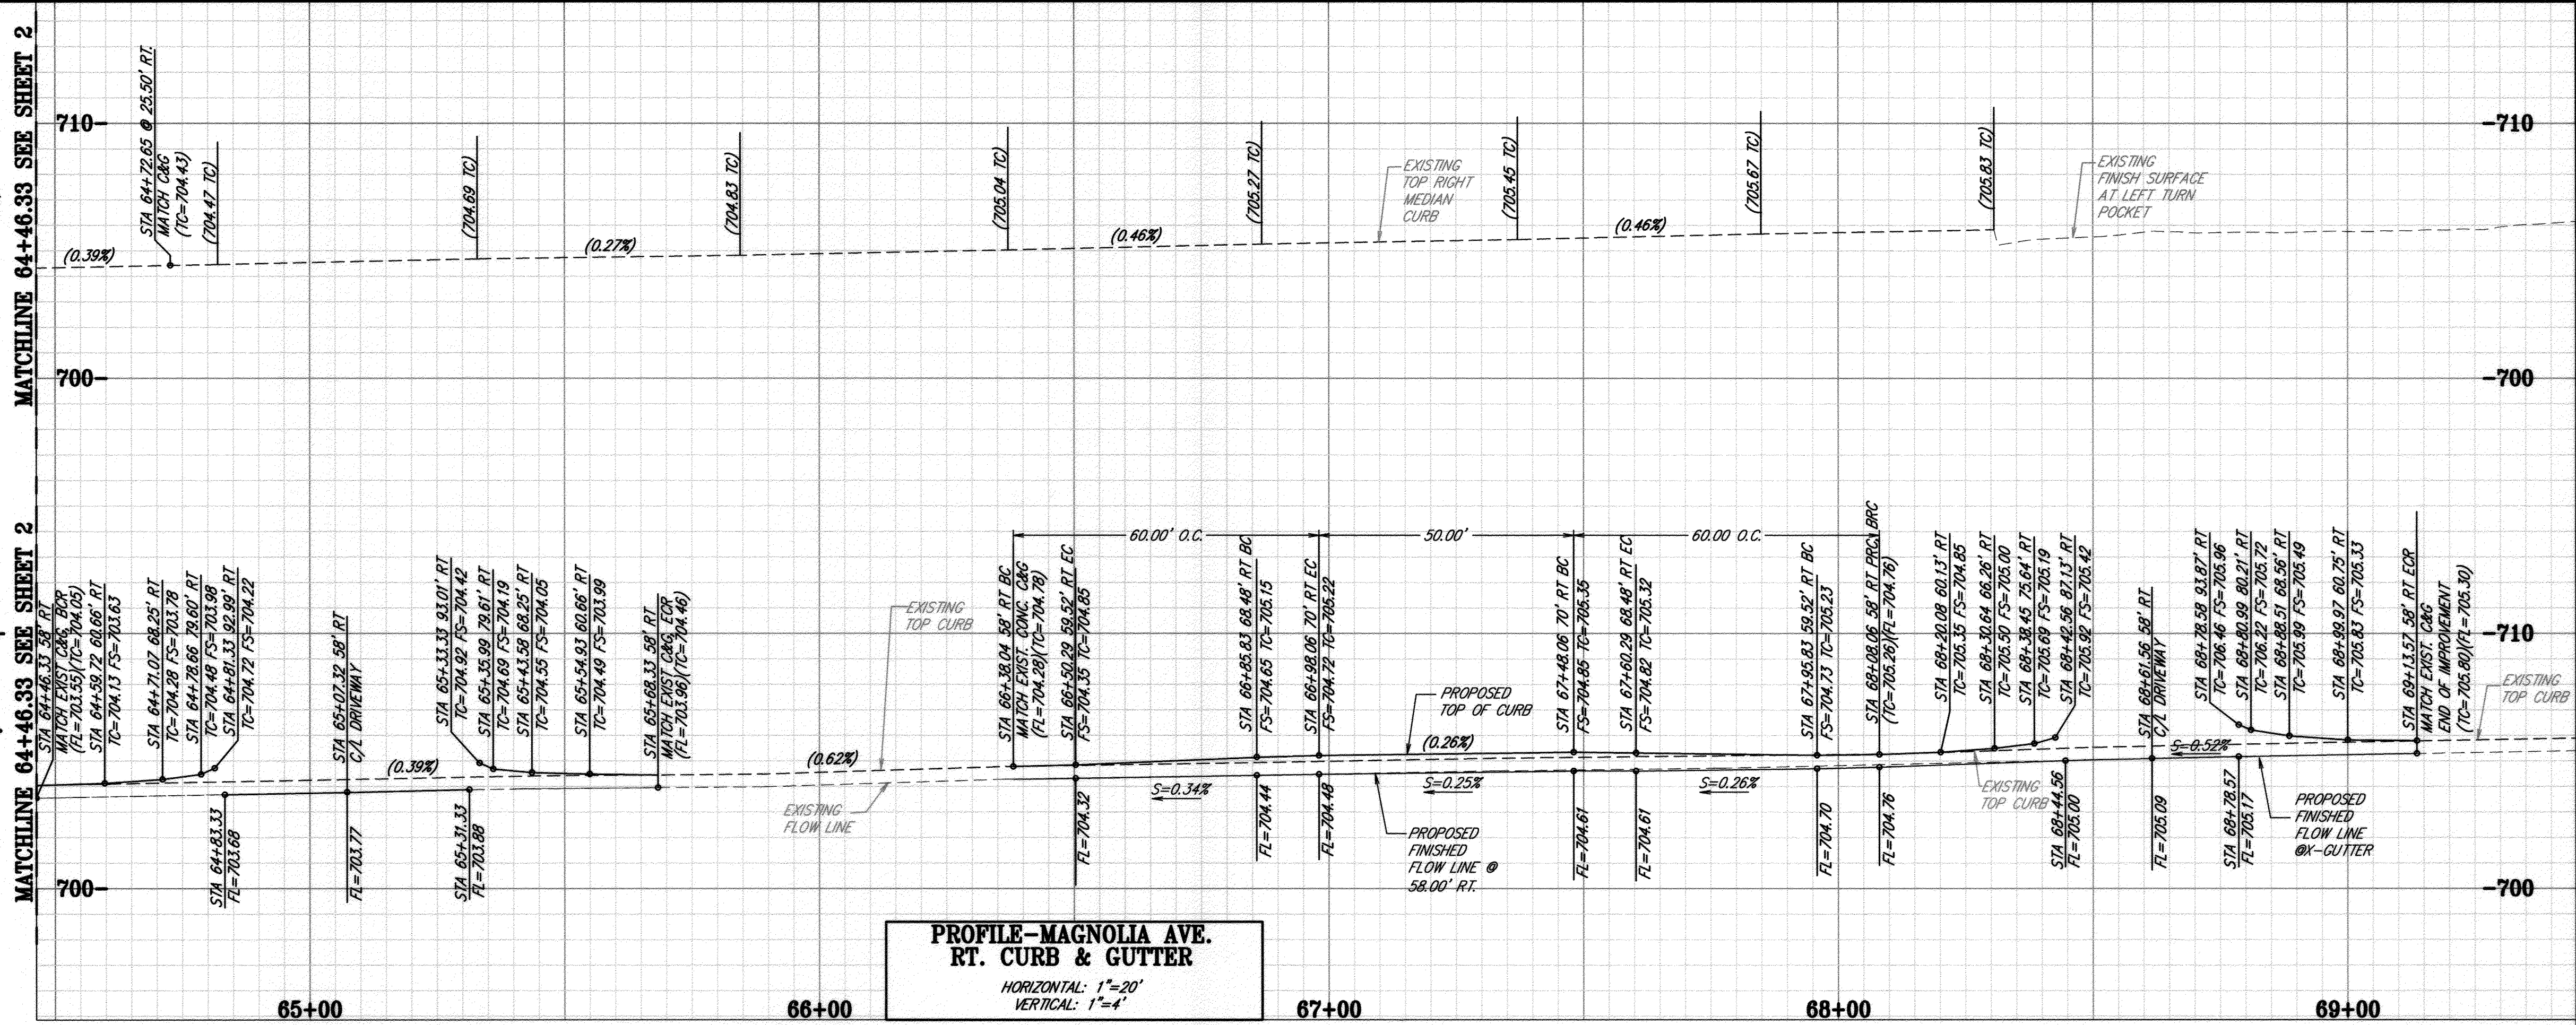 MATCHLINE 64+46.33 SEE SHEET 2
710-
-710
STA 64+72.65 @ 25.50' RT.
MATCH C&G
(TC=704.43)
(704.47 TC)
(704.69 TC)
(704.83 TC)
(705.04 TC)
(705.27 TC)
(705.45 TC)
(705.67 TC)
(705.83 TC)
EXISTING
TOP RIGHT
MEDIAN
CURB
EXISTING
FINISH SURFACE
AT LEFT TURN
POCKET
(0.39%)
(0.27%)
(0.46%)
(0.46%)
700-
-700
MATCHLINE 64+46.33 SEE SHEET 2
60.00' O.C.
50.00'
60.00 O.C.
STA 64+46.33 58' RT
MATCH EXIST C&G, BCR
(FL=703.55)(TC=704.05)
STA 64+59.72 60.66' RT
TC=704.13 FS=703.63
STA 64+71.07 68.25' RT
TC=704.28 FS=703.78
STA 64+78.66 79.60' RT
TC=704.48 FS=703.98
STA 64+81.33 92.99' RT
TC=704.72 FS=704.22
STA 65+07.32 58' RT
C/L DRIVEWAY
STA 65+33.33 93.01' RT
TC=704.92 FS=704.42
STA 65+35.99 79.61' RT
TC=704.69 FS=704.19
STA 65+43.58 68.25' RT
TC=704.55 FS=704.05
STA 65+54.93 60.66' RT
TC=704.49 FS=703.99
STA 65+68.33 58' RT
MATCH EXIST C&G, ECR
(FL=703.96)(TC=704.46)
EXISTING
TOP CURB
STA 66+38.04 58' RT BC
MATCH EXIST. CONC. C&G
(FL=704.28)(TC=704.78)
STA 66+50.29 59.52' RT EC
FS=704.35 TC=704.85
STA 66+85.83 68.48' RT BC
FS=704.65 TC=705.15
STA 66+98.06 70' RT EC
FS=704.72 TC=705.22
PROPOSED
TOP OF CURB
STA 67+48.06 70' RT BC
FS=704.85 TC=705.35
STA 67+60.29 68.48' RT EC
FS=704.82 TC=705.32
STA 67+95.83 59.52' RT BC
FS=704.73 TC=705.23
STA 68+08.06 58' RT PRC, BRC
(TC=705.26)(FL=704.76)
STA 68+20.08 60.13' RT
TC=705.35 FS=704.85
STA 68+30.64 66.26' RT
TC=705.50 FS=705.00
STA 68+38.45 75.64' RT
TC=705.69 FS=705.19
STA 68+42.56 87.13' RT
TC=705.92 FS=705.42
STA 68+61.56 58' RT
C/L DRIVEWAY
STA 68+78.58 93.87' RT
TC=706.46 FS=705.96
STA 68+80.99 80.21' RT
TC=706.22 FS=705.72
STA 68+88.51 68.56' RT
TC=705.99 FS=705.49
STA 68+99.97 60.75' RT
TC=705.83 FS=705.33
STA 69+13.57 58' RT ECR
MATCH EXIST. C&G
END OF IMPROVEMENT
(TC=705.80)(FL=705.30)
-710
EXISTING
TOP CURB
(0.39%)
(0.62%)
(0.26%)
S=0.34%
S=0.25%
S=0.26%
S=0.52%
EXISTING
FLOW LINE
EXISTING
TOP CURB
STA 64+83.33
FL=703.68
FL=703.77
STA 65+31.33
FL=703.88
FL=704.32
FL=704.44
FL=704.48
PROPOSED
FINISHED
FLOW LINE @
58.00' RT.
FL=704.61
FL=704.61
FL=704.70
FL=704.76
STA 68+44.56
FL=705.00
FL=705.09
STA 68+78.57
FL=705.17
PROPOSED
FINISHED
FLOW LINE
@X-GUTTER
700-
-700
PROFILE-MAGNOLIA AVE.
RT. CURB & GUTTER
HORIZONTAL: 1"=20'
VERTICAL: 1"=4'
65+00
66+00
67+00
68+00
69+00